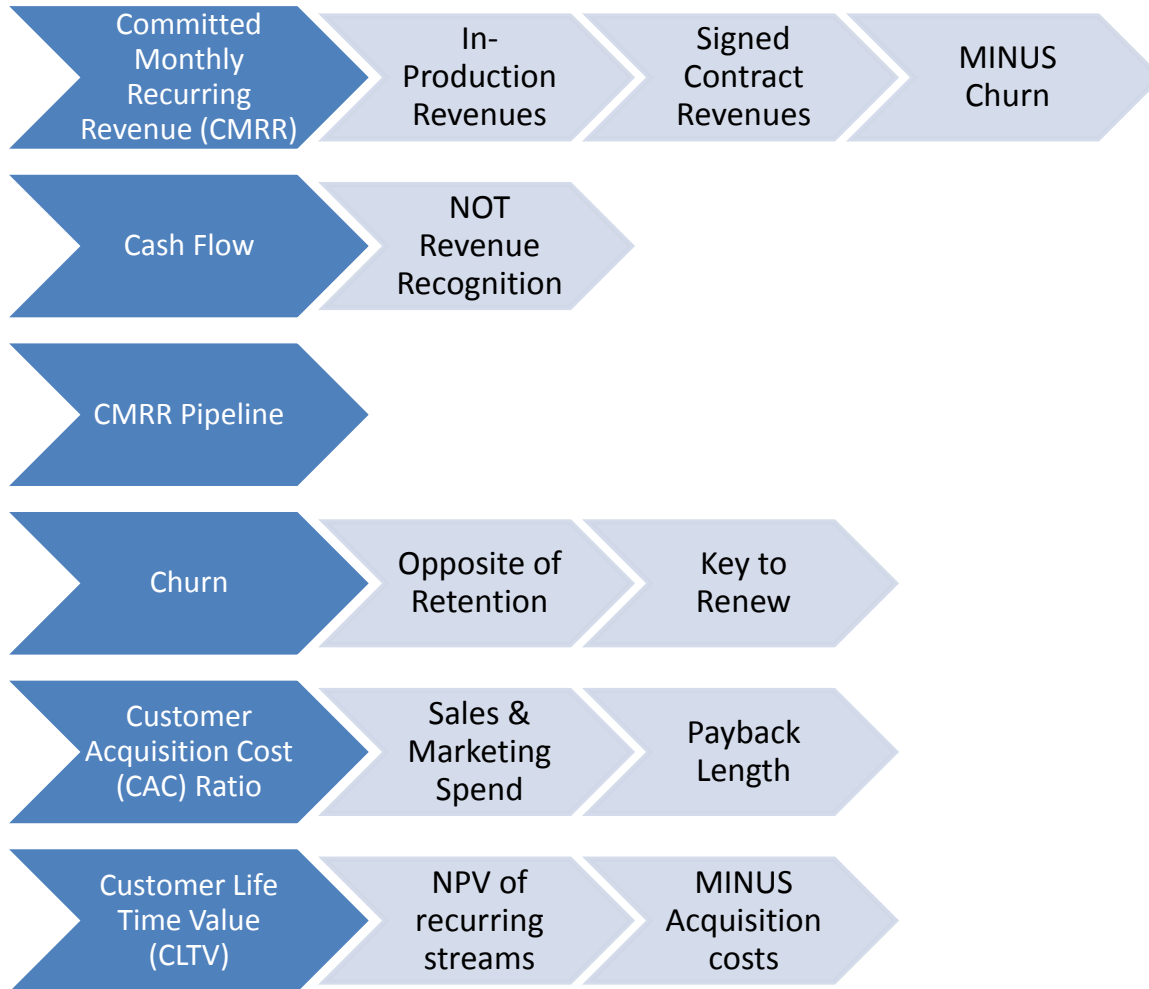 Committed
Monthly
Recurring
Revenue (CMRR)
In-
Production
Revenues
Signed
Contract
Revenues
MINUS
Churn
Cash Flow
NOT
Revenue
Recognition
CMRR Pipeline
Churn
Opposite of
Retention
Key to
Renew
Customer
Acquisition Cost
(CAC) Ratio
Sales &
Marketing
Spend
Payback
Length
Customer Life
Time Value
(CLTV)
NPV of
recurring
streams
MINUS
Acquisition
costs